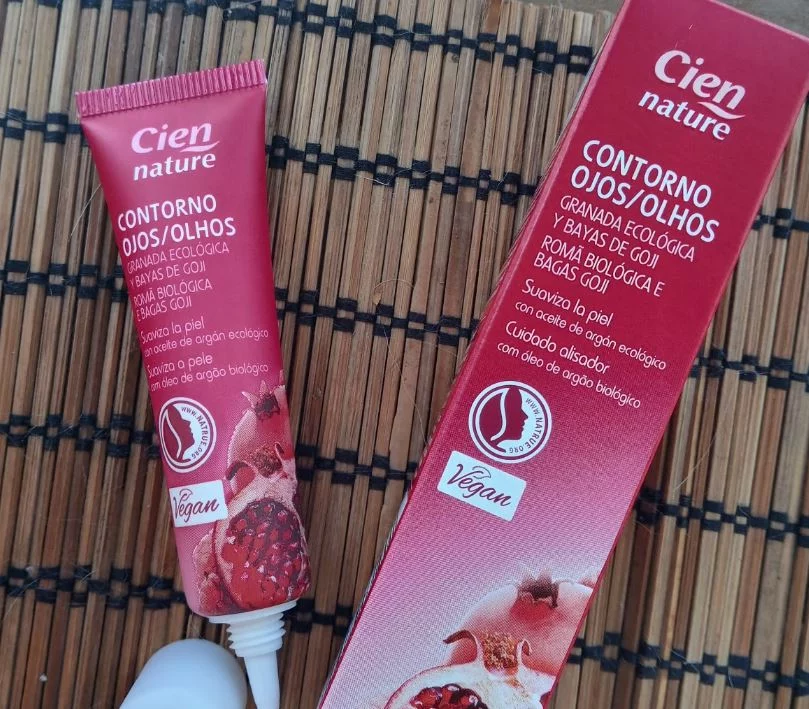 Cien
nature
CONTORNO
OJOS/OLHOS
GRANADA ECOLÓGICA
Y BAYAS DE GOJI
ROMÃ BIOLÓGICA
E BAGAS GOJI
Suaviza la piel
con aceite de argán ecológico
Suaviza a pele
com óleo de argão biológico
WWW.NATRUE.ORG
Vegan
Cien
nature
CONTORNO
OJOS/OLHOS
GRANADA ECOLÓGICA
Y BAYAS DE GOJI
ROMÃ BIOLÓGICA E
BAGAS GOJI
Suaviza la piel
con aceite de argán ecológico
Cuidado alisador
com óleo de argão biológico
WWW.NATRUE.ORG
Vegan